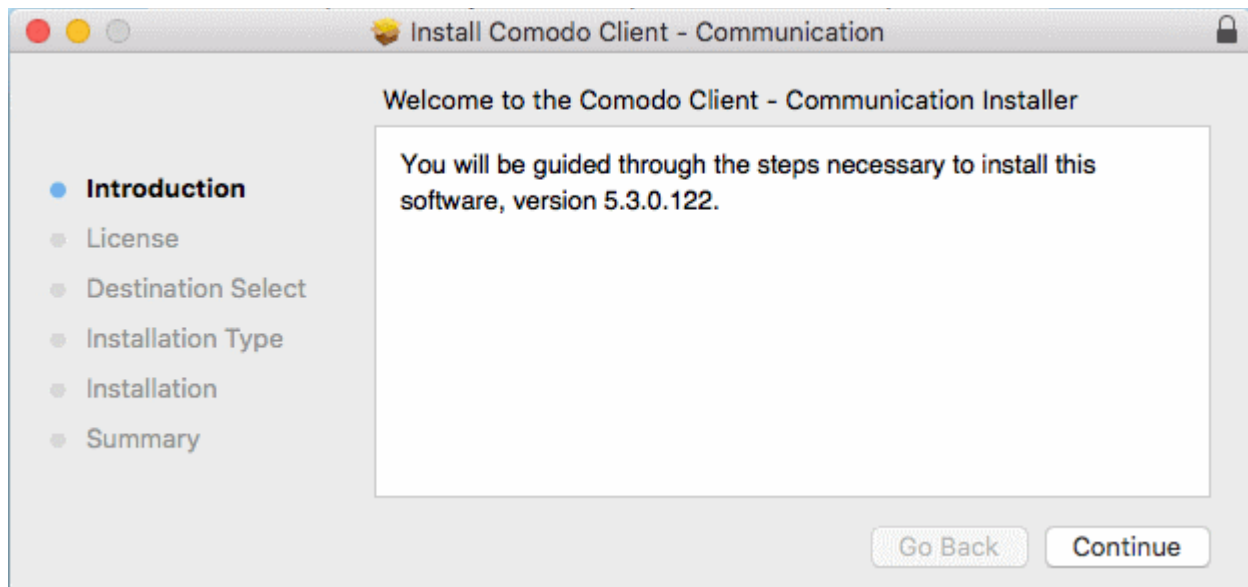 Install Comodo Client - Communication
Welcome to the Comodo Client - Communication Installer
Introduction
License
Destination Select
Installation Type
Installation
Summary
You will be guided through the steps necessary to install this
software, version 5.3.0.122.
Go Back
Continue